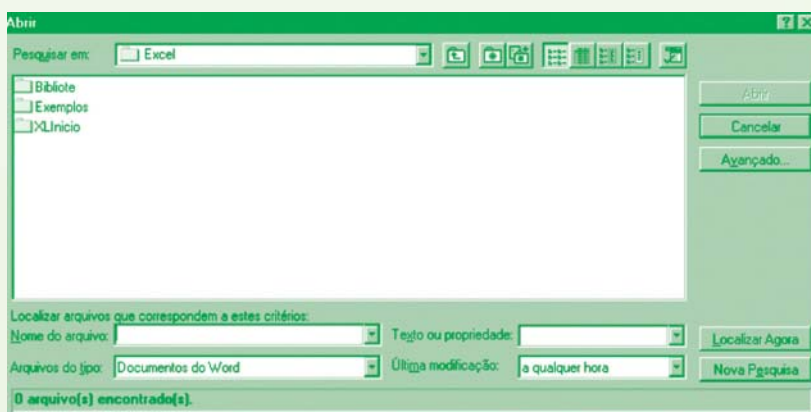 Abrir
Pesquisar em: Excel
Bibliote
Exemplos
XLInicio
Abrir
Cancelar
Avançado...
Localizar arquivos que correspondem a estes critérios:
Nome do arquivo: Texto ou propriedade: Localizar Agora
Arquivos do tipo: Documentos do Word Última modificação: a qualquer hora Nova Pesquisa
0 arquivo(s) encontrado(s).